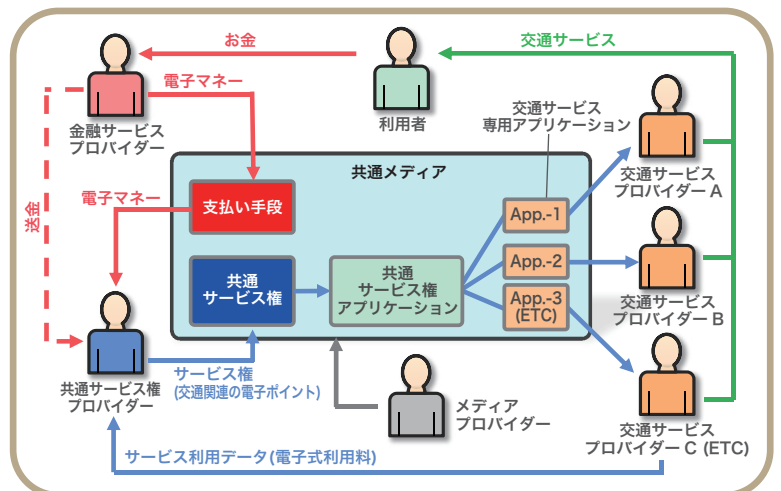 お金
交通サービス
電子マネー
金融サービス
プロバイダー
利用者
交通サービス
専用アプリケーション
交通サービス
プロバイダー A
共通メディア
送金
電子マネー
支払い手段
App.-1
共通
サービス権
共通
サービス権
アプリケーション
App.-2
App.-3
(ETC)
交通サービス
プロバイダー B
共通サービス権
プロバイダー
サービス権
(交通関連の電子ポイント)
メディア
プロバイダー
交通サービス
プロバイダー C (ETC)
サービス利用データ(電子式利用料)